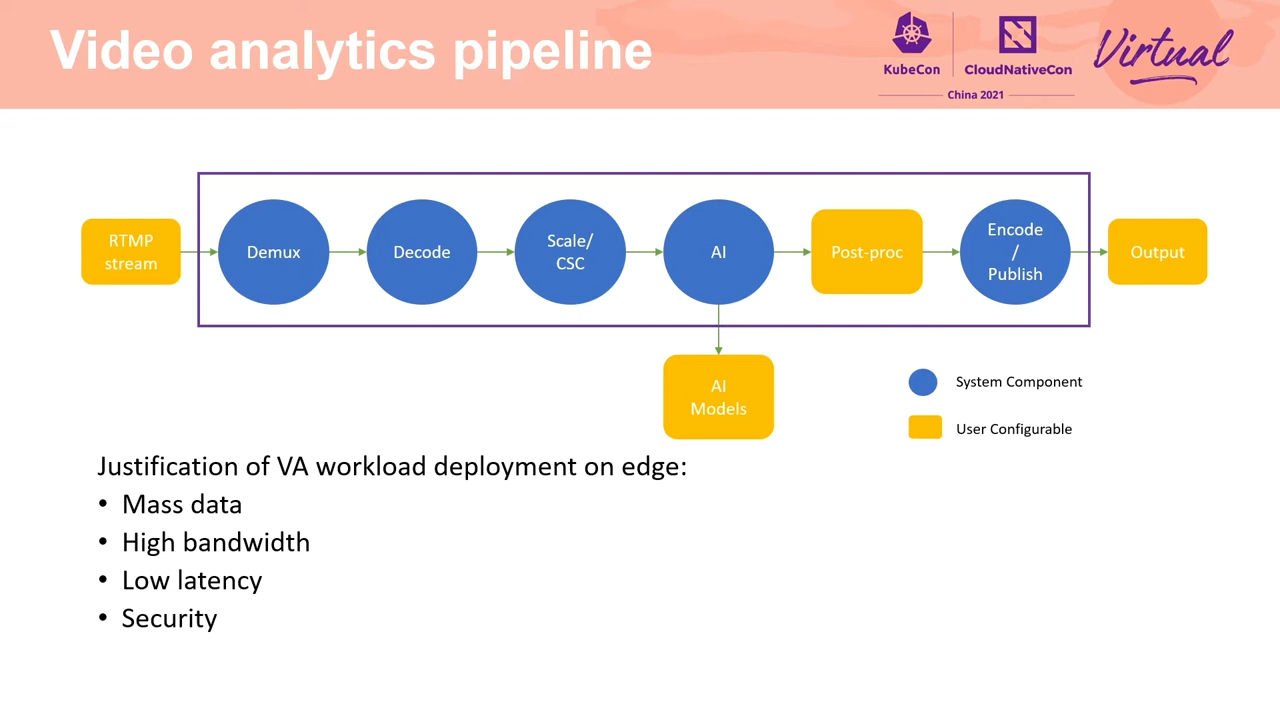 Video analytics pipeline
KubeCon
CloudNativeCon
China 2021
Virtual
RTMP
stream
Demux
Decode
Scale/
CSC
AI
Post-proc
Encode
/
Publish
Output
AI
Models
System Component
User Configurable
Justification of VA workload deployment on edge:
• Mass data
• High bandwidth
• Low latency
• Security